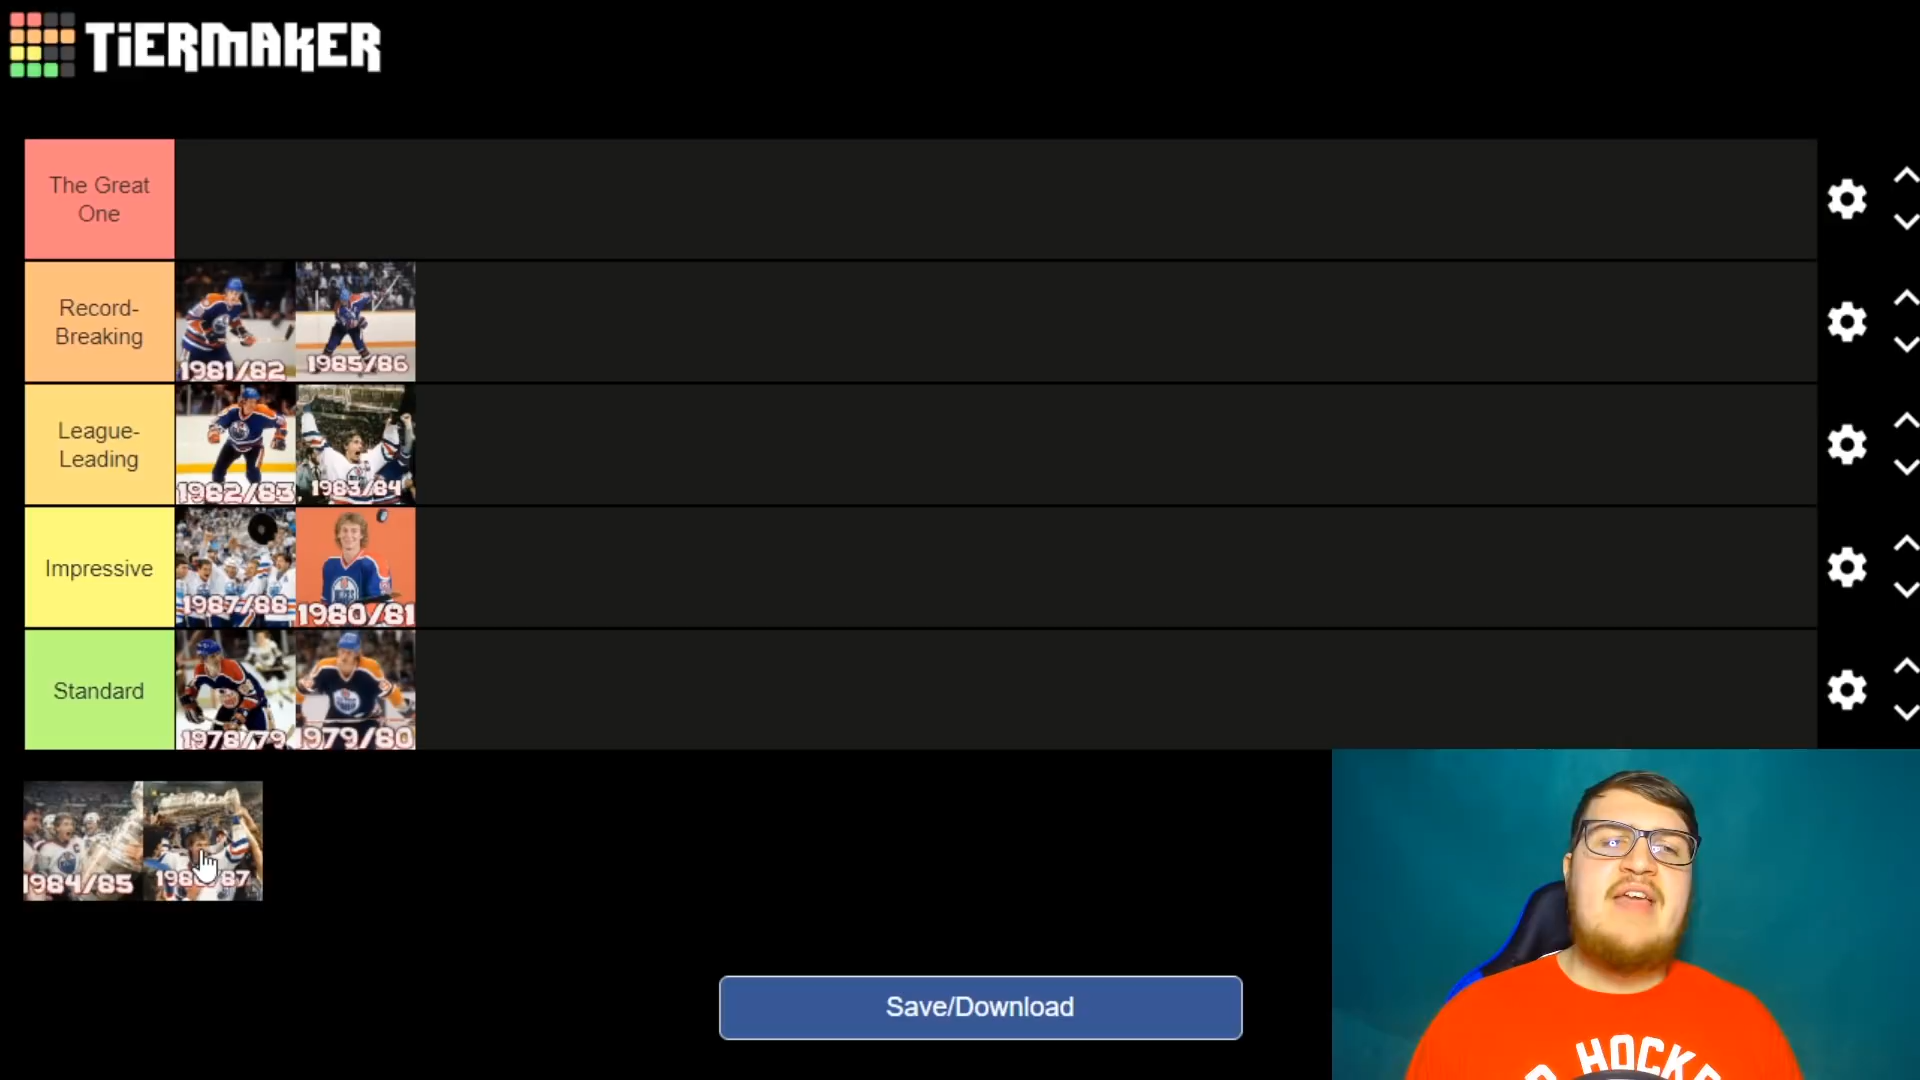 TiERMAKER
The Great
One
Record-
Breaking
1981/82
1985/86
League-
Leading
1982/83
1983/84
Impressive
1987/88
1980/81
Standard
1978/79
1979/80
1984/85
Save/Download
HOCK